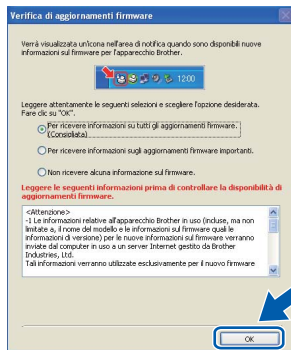 Verifica di aggiornamenti firmware
Verrà visualizzata un'icona nell'area di notifica quando sono disponibili nuove
informazioni sul firmware per l'apparecchio Brother.
1200
Leggere attentamente le seguenti selezioni e scegliere l'opzione desiderata.
Fare clic su "OK".
Per ricevere informazioni su tutti gli aggiornamenti firmware.
(Consigliata)
Per ricevere informazioni sugli aggiornamenti firmware importanti.
Non ricevere alcuna informazione sul firmware.
Leggere le seguenti informazioni prima di controllare la disponibilità di
aggiornamenti firmware.
<Attenzione>
-1 Le informazioni relative all'apparecchio Brother in uso (incluse, ma non
limitate a, il nome del modello e le informazioni sul firmware quali le
informazioni di versione) per le nuove informazioni sul firmware verranno
inviate dal computer in uso a un server Internet gestito da Brother
Industries, Ltd.
Tali informazioni verranno utilizzate esclusivamente per il nuovo firmware
OK